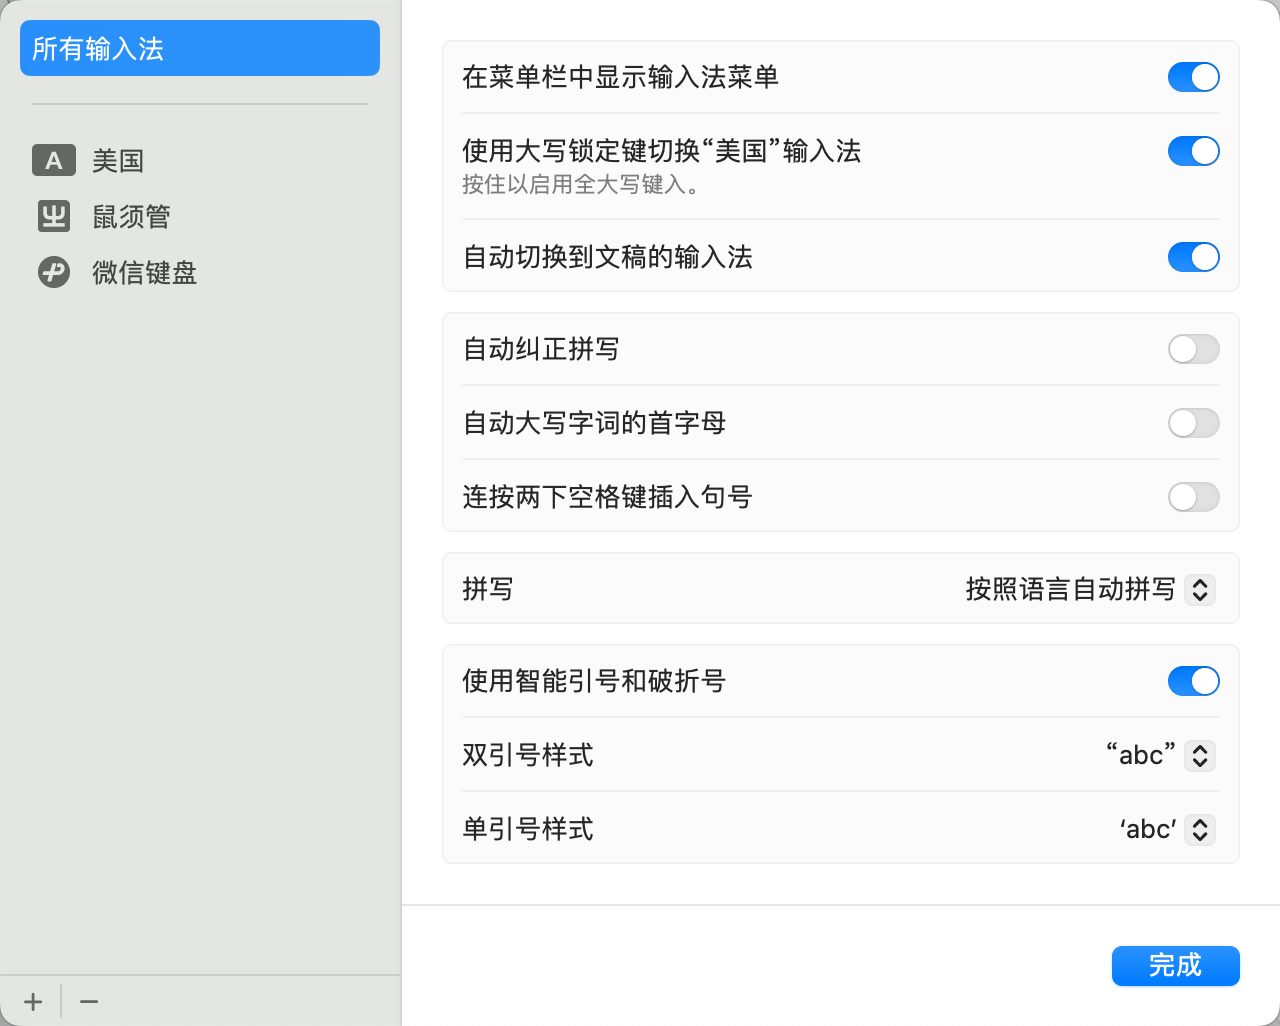 所有输入法
A 美国
鼠须管
微信键盘
在菜单栏中显示输入法菜单
使用大写锁定键切换“美国”输入法
按住以启用全大写键入。
自动切换到文稿的输入法
自动纠正拼写
自动大写字词的首字母
连按两下空格键插入句号
拼写 按照语言自动拼写
使用智能引号和破折号
双引号样式 “abc”
单引号样式 ‘abc’
完成